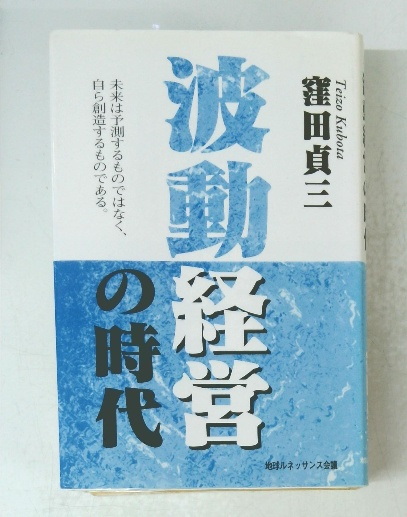 窪田貞三
Teizo Kubota
波動経営
の時代
未来は予測するものではなく、
自ら創造するものである。
地球ルネッサンス会議